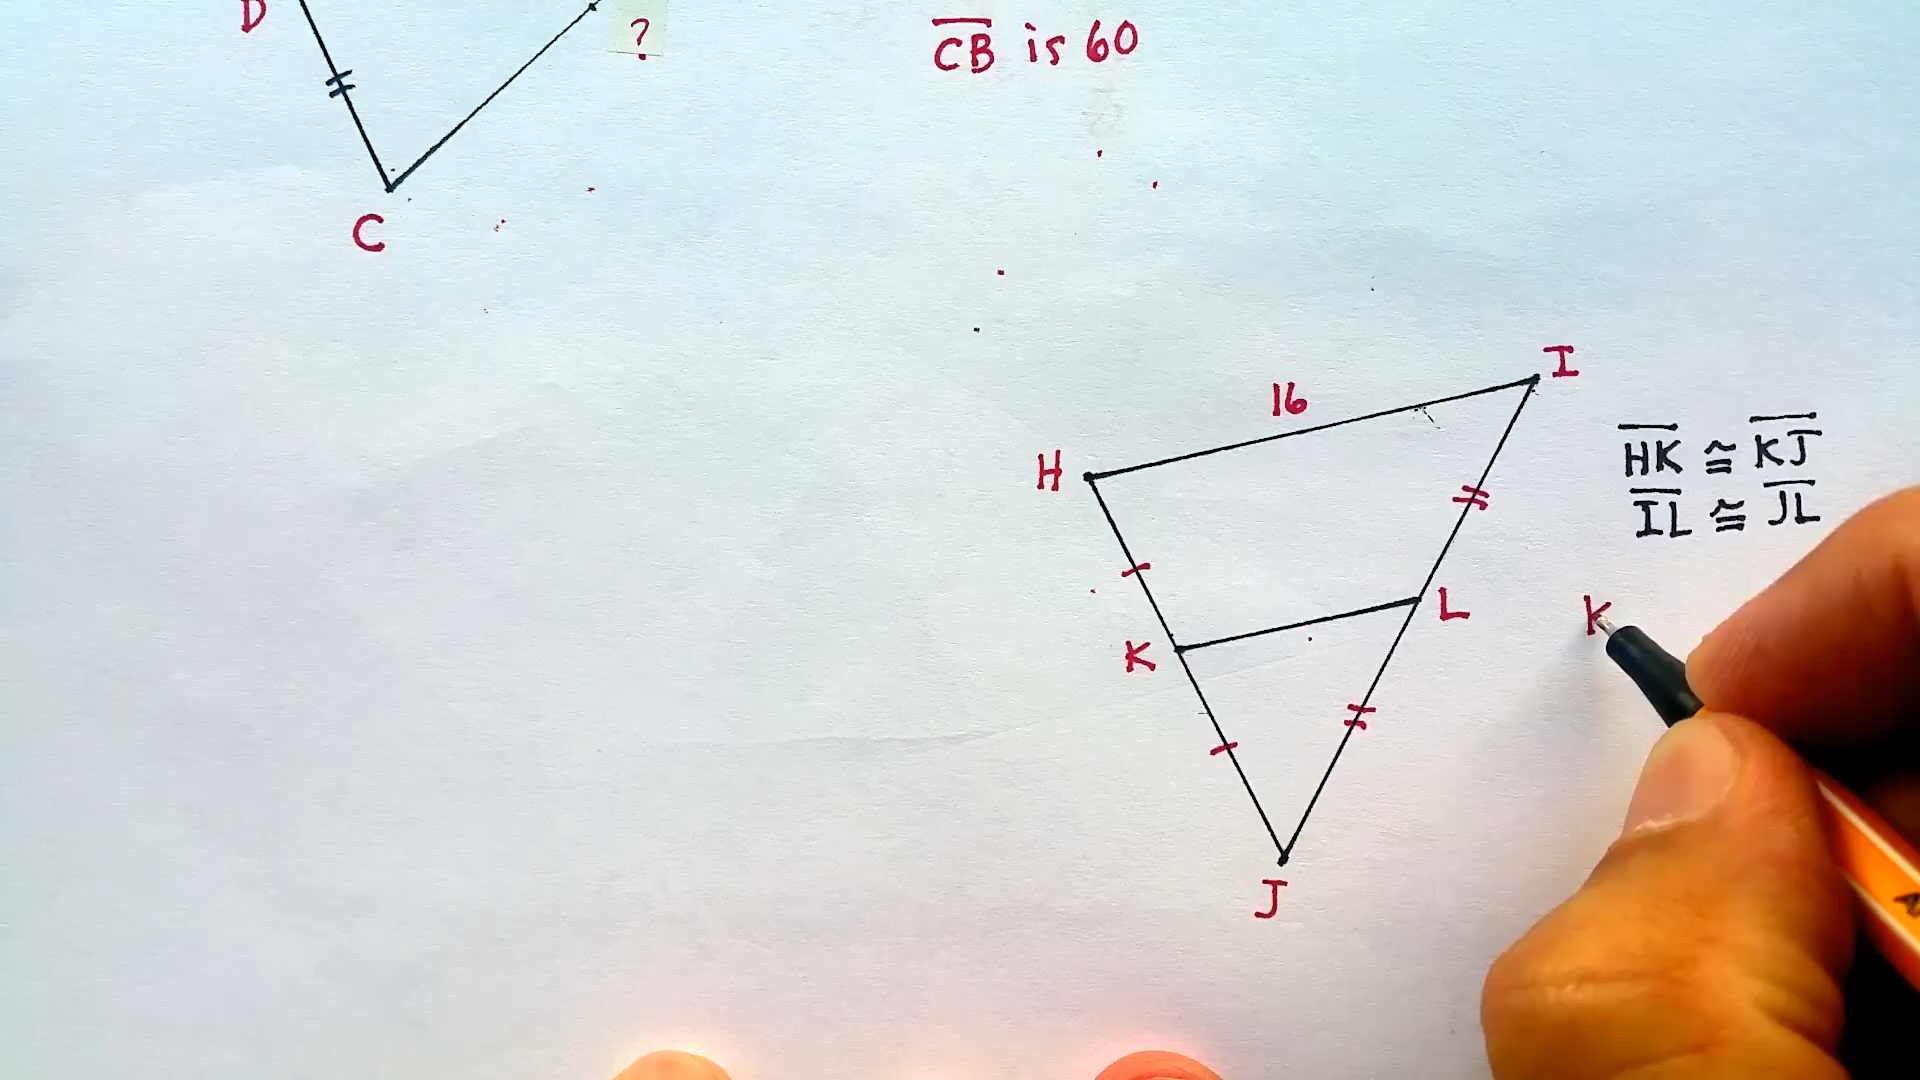 D
?
C̅B̅ is 60
C
I
16
H
H̅K̅ ≅ K̅J̅
I̅L̅ ≅ J̅L̅
L
K
K
J